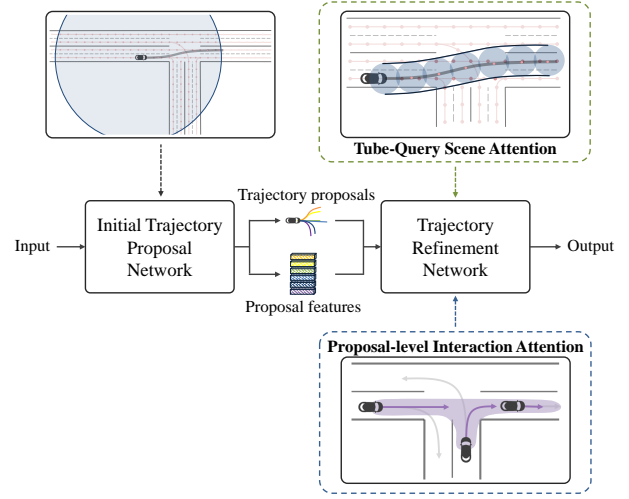 Tube-Query Scene Attention
Trajectory proposals
Input
Initial Trajectory
Proposal
Network
Trajectory
Refinement
Network
Output
Proposal features
Proposal-level Interaction Attention